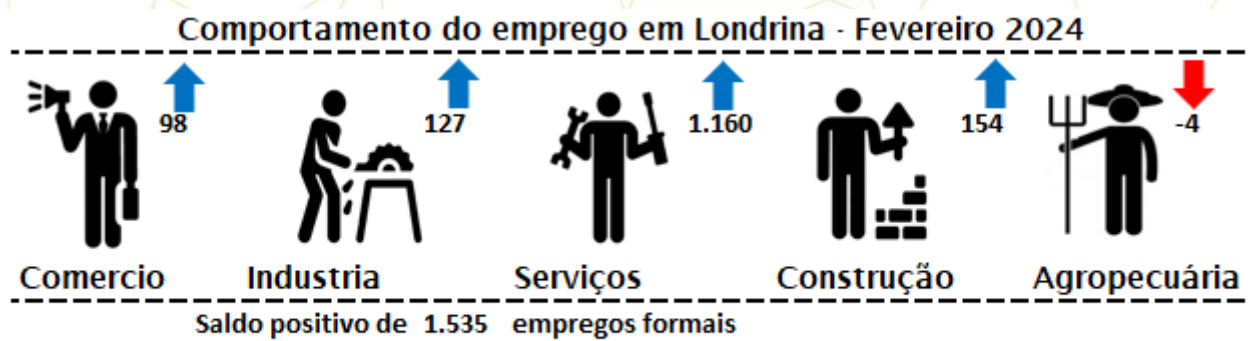 Comportamento do emprego em Londrina - Fevereiro 2024
98 127 1.160 154 -4
Comercio Industria Serviços Construção Agropecuária
Saldo positivo de 1.535 empregos formais